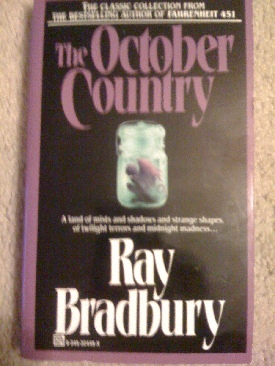 THE CLASSIC COLLECTION FROM
THE BESTSELLING AUTHOR OF FAHRENHEIT 451
The October
Country
A land of mists and shadows and strange shapes,
of twilight terrors and midnight madness...
Ray
Bradbury